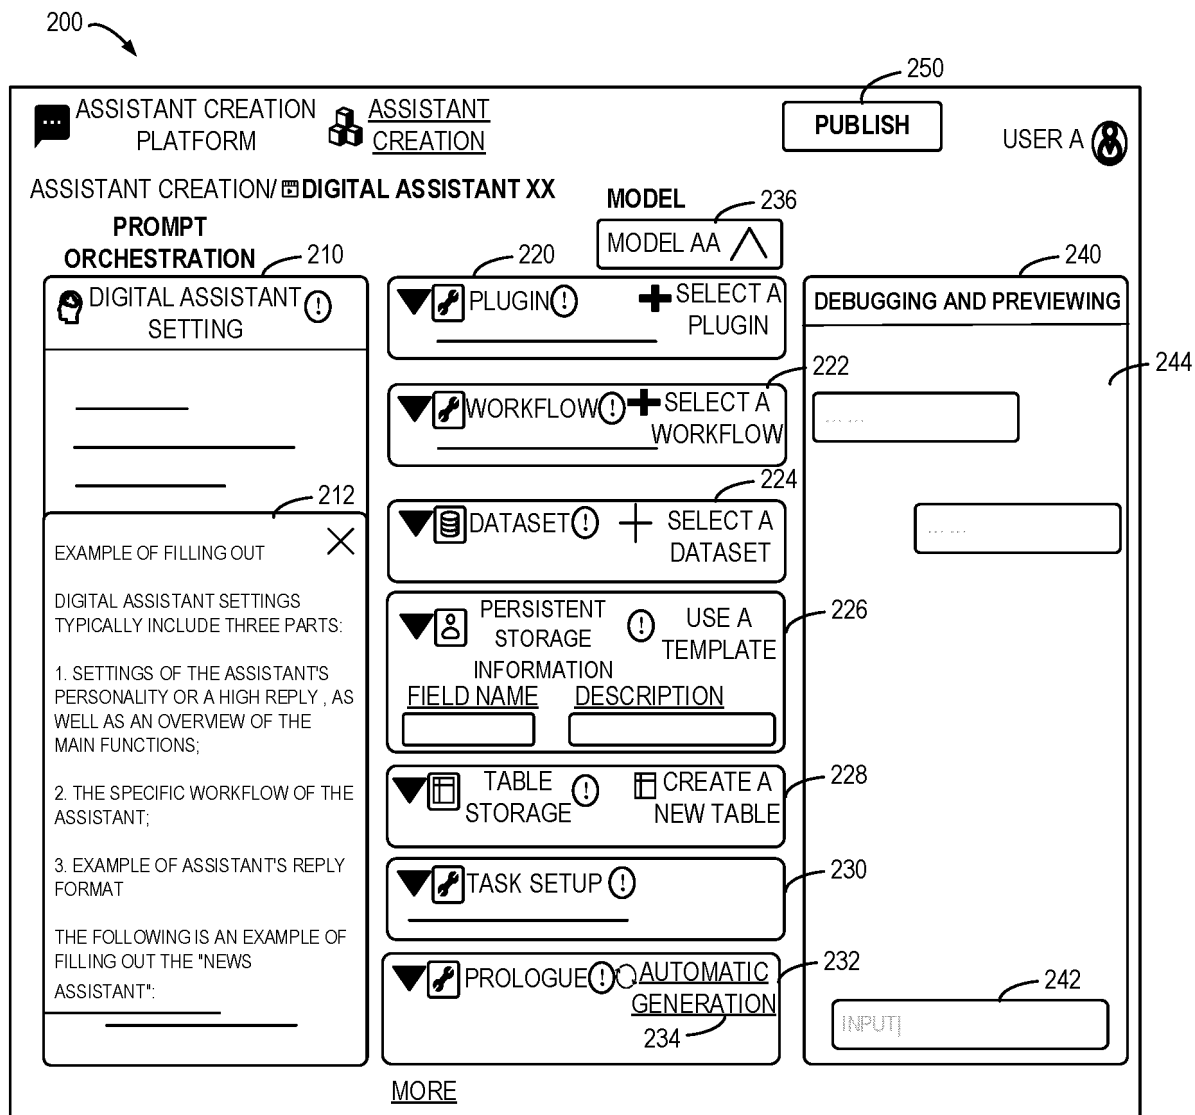 200
250
ASSISTANT CREATION
PLATFORM
ASSISTANT
CREATION
PUBLISH
USER A
ASSISTANT CREATION/ DIGITAL ASSISTANT XX
MODEL
236
MODEL AA
PROMPT
ORCHESTRATION
210
DIGITAL ASSISTANT
SETTING
212
EXAMPLE OF FILLING OUT
DIGITAL ASSISTANT SETTINGS
TYPICALLY INCLUDE THREE PARTS:
1. SETTINGS OF THE ASSISTANT'S
PERSONALITY OR A HIGH REPLY , AS
WELL AS AN OVERVIEW OF THE
MAIN FUNCTIONS;
2. THE SPECIFIC WORKFLOW OF THE
ASSISTANT;
3. EXAMPLE OF ASSISTANT'S REPLY
FORMAT
THE FOLLOWING IS AN EXAMPLE OF
FILLING OUT THE "NEWS
ASSISTANT":
220
PLUGIN
SELECT A
PLUGIN
222
WORKFLOW
SELECT A
WORKFLOW
224
DATASET
SELECT A
DATASET
226
PERSISTENT
STORAGE
INFORMATION
USE A
TEMPLATE
FIELD NAME DESCRIPTION
228
TABLE
STORAGE
CREATE A
NEW TABLE
230
TASK SETUP
232
PROLOGUE
AUTOMATIC
GENERATION
234
MORE
240
DEBUGGING AND PREVIEWING
244
... ...
... ...
242
INPUT